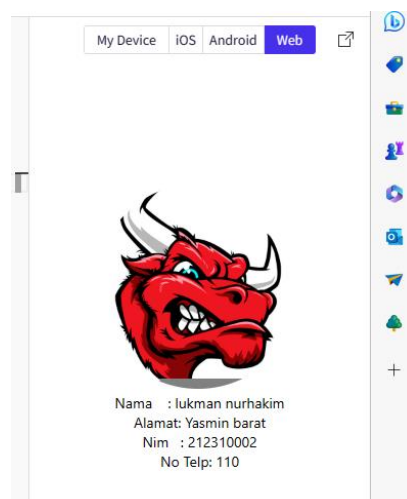 My Device iOS Android Web
Nama : lukman nurhakim
Alamat: Yasmin barat
Nim : 212310002
No Telp: 110